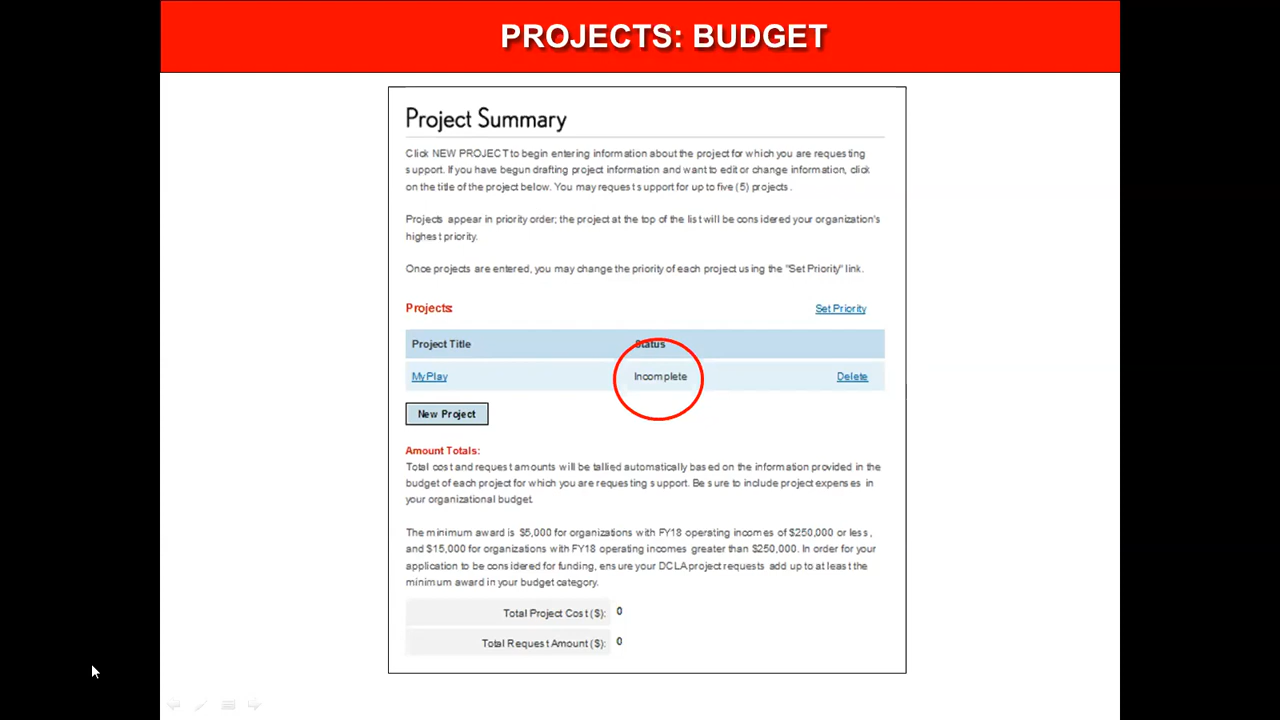 PROJECTS: BUDGET
Project Summary
Click NEW PROJECT to begin entering information about the project for which you are requesting
support. If you have begun drafting project information and want to edit or change information, click
on the title of the project below. You may request support for up to five (5) projects.
Projects appear in priority order; the project at the top of the list will be considered your organization's
highest priority.
Once projects are entered, you may change the priority of each project using the "Set Priority" link.
Projects:
Set Priority
Project Title Status
MyPlay Incomplete Delete
New Project
Amount Totals:
Total cost and request amounts will be tallied automatically based on the information provided in the
budget of each project for which you are requesting support. Be sure to include project expenses in
your organizational budget.
The minimum award is $5,000 for organizations with FY18 operating incomes of $250,000 or less,
and $15,000 for organizations with FY18 operating incomes greater than $250,000. In order for your
application to be considered for funding, ensure your DCLA project requests add up to at least the
minimum award in your budget category.
Total Project Cost ($): 0
Total Request Amount ($): 0